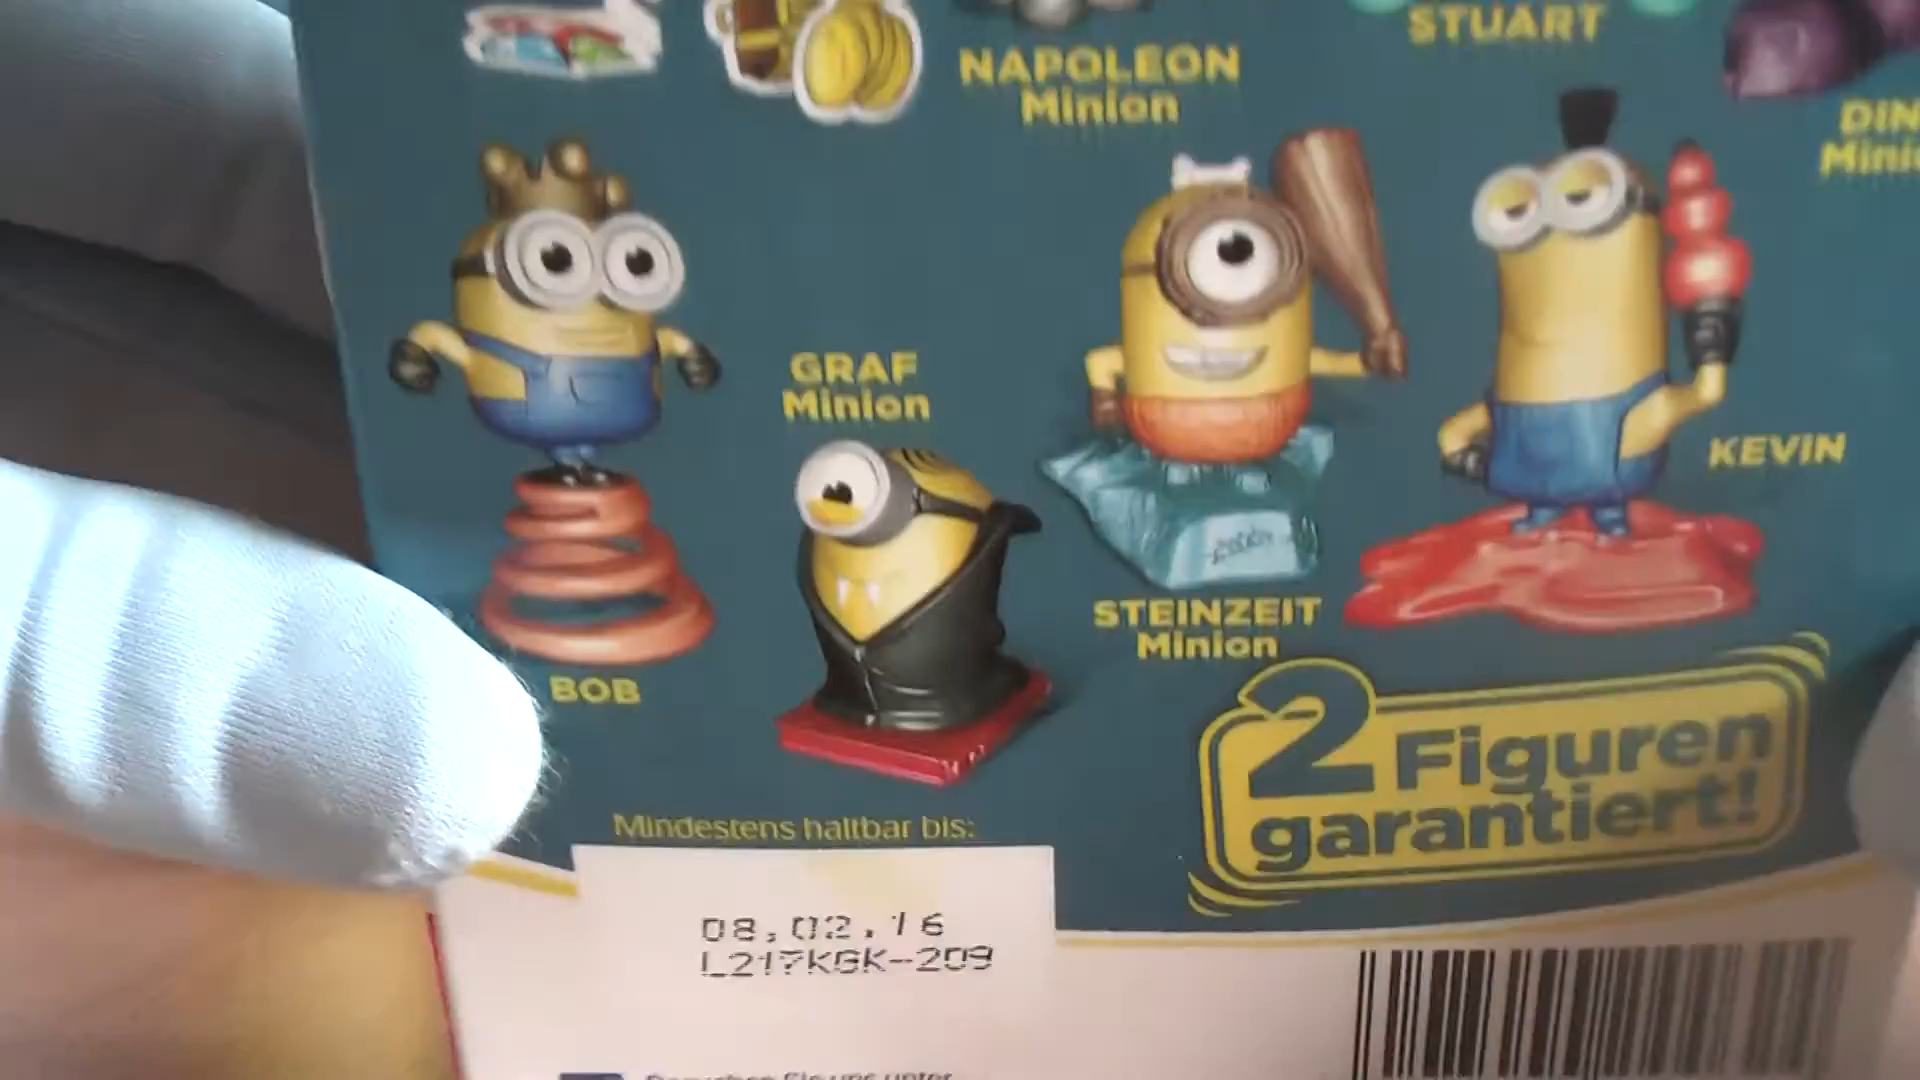 STUART
NAPOLEON
Minion
GRAF
Minion
KEVIN
STEINZEIT
Minion
BOB
2 Figuren
garantiert!
Mindestens haltbar bis:
08.02.16
L217KGK-209